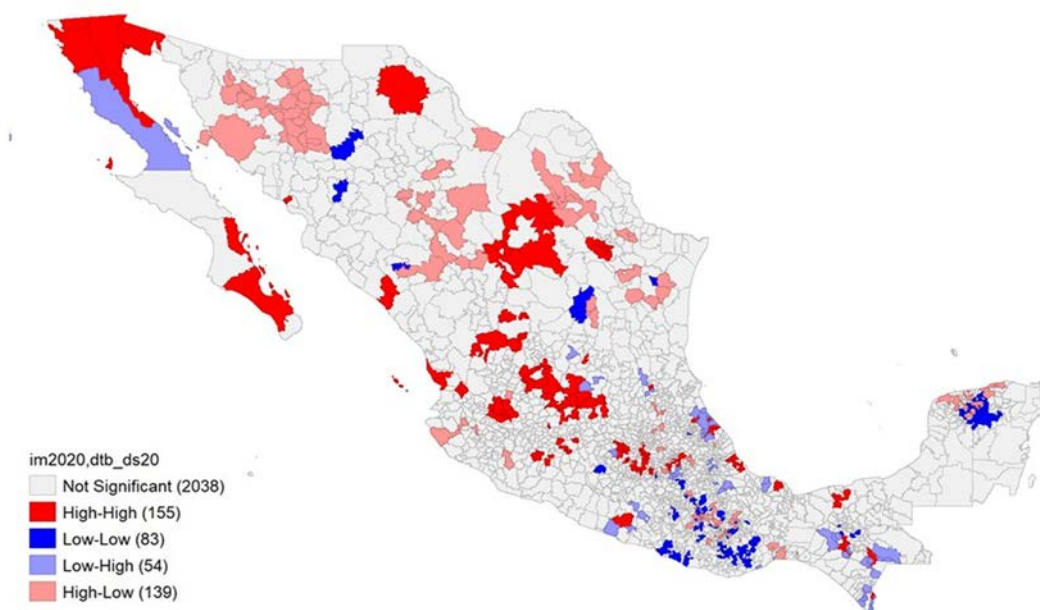 im2020,dtb_ds20
Not Significant (2038)
High-High (155)
Low-Low (83)
Low-High (54)
High-Low (139)